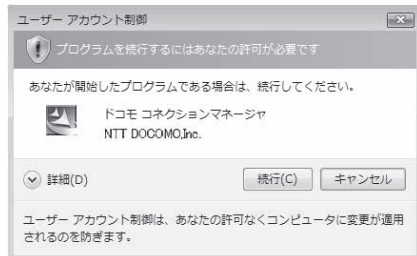 ユーザー アカウント制御
プログラムを続行するにはあなたの許可が必要です
あなたが開始したプログラムである場合は、続行してください。
ドコモ コネクションマネージャ
NTT DOCOMO,Inc.
詳細(D)
続行(C)
キャンセル
ユーザー アカウント制御は、あなたの許可なくコンピュータに変更が適用
されるのを防ぎます。